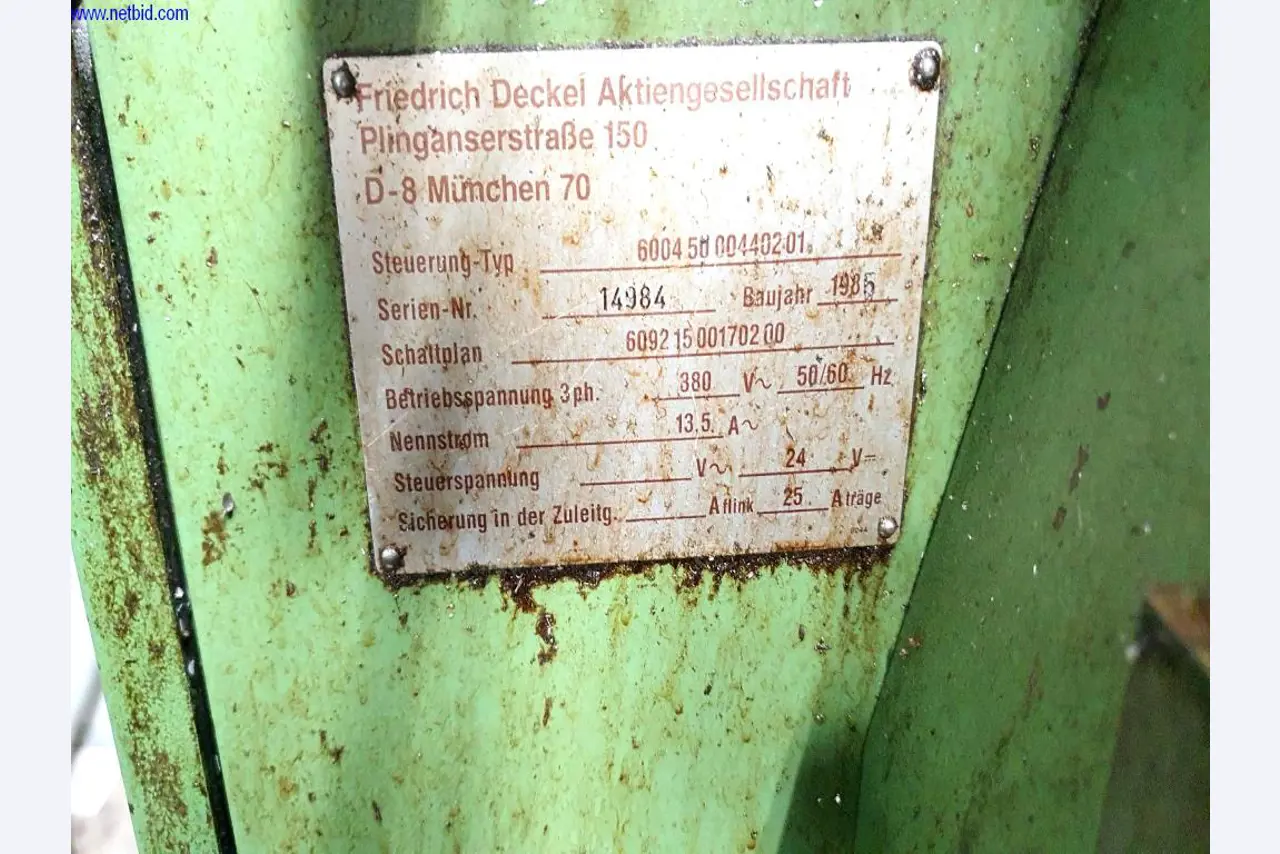 www.netbid.com
Friedrich Deckel Aktiengesellschaft
Plinganserstraße 150
D-8 München 70
Steuerung-Typ 6004 50 00440201
Serien-Nr. 14984 Baujahr 1985
Schaltplan 609215 00170200
Betriebsspannung 3ph. 380 V~ 50/60 Hz
Nennstrom 13,5 A~
Steuerspannung V~ 24 V=
Sicherung in der Zuleitg. A flink 25 A träge